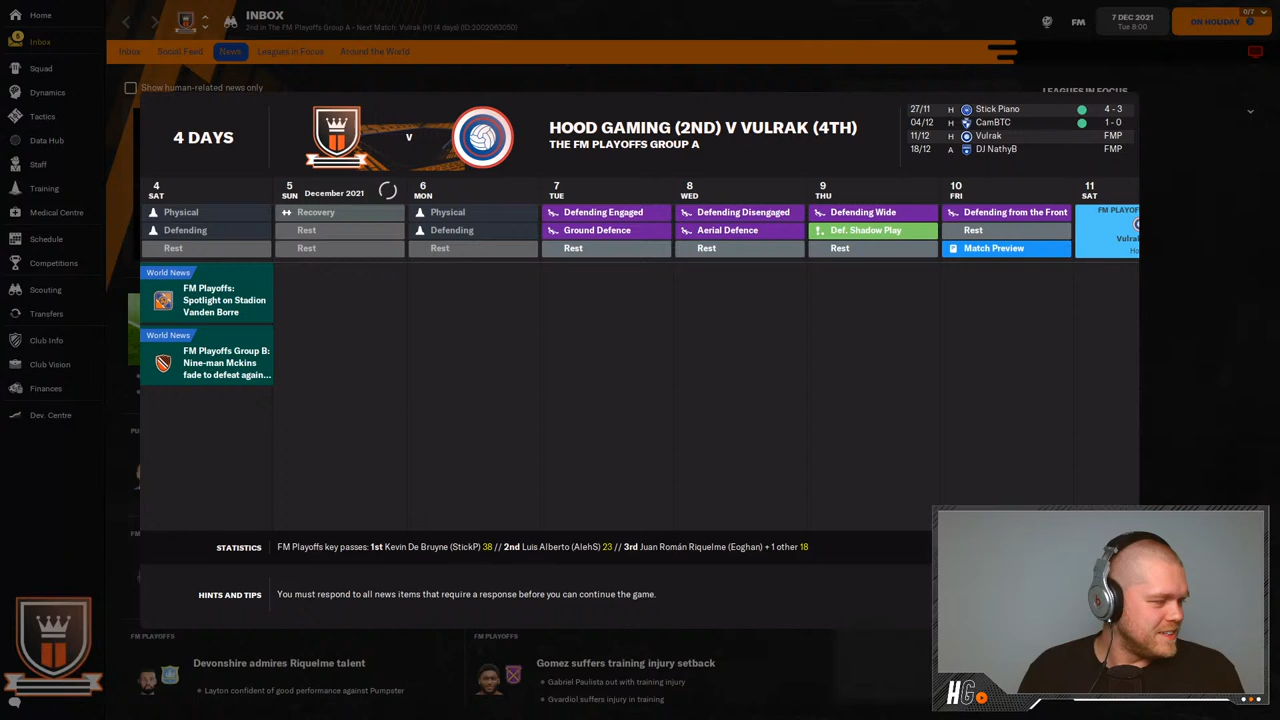 Home
INBOX
2nd in The FM Playoffs Group A - Next Match: Vulrak (H) (4 days) (ID:2002063050)
FM
7 DEC 2021
Tue 8:00
0/7
ON HOLIDAY
Inbox
Inbox
Social Feed
News
Leagues in Focus
Around the World
Squad
Dynamics
Tactics
Data Hub
Staff
Training
Medical Centre
Schedule
Competitions
Scouting
Transfers
Club Info
Club Vision
Finances
Dev. Centre
Show human-related news only
LEAGUES IN FOCUS
4 DAYS
v
HOOD GAMING (2ND) V VULRAK (4TH)
THE FM PLAYOFFS GROUP A
27/11 H Stick Piano 4 - 3
04/12 H CamBTC 1 - 0
11/12 H Vulrak FMP
18/12 A DJ NathyB FMP
4
SAT
5
SUN
December 2021
6
MON
7
TUE
8
WED
9
THU
10
FRI
11
SAT
Physical
Defending
Rest
Recovery
Rest
Rest
Physical
Defending
Rest
Defending Engaged
Ground Defence
Rest
Defending Disengaged
Aerial Defence
Rest
Defending Wide
Def. Shadow Play
Rest
Defending from the Front
Rest
Match Preview
FM PLAYOF
Vulra
Ho
World News
FM Playoffs:
Spotlight on Stadion
Vanden Borre
World News
FM Playoffs Group B:
Nine-man Mckins
fade to defeat again...
STATISTICS
FM Playoffs key passes: 1st Kevin De Bruyne (StickP) 38 // 2nd Luis Alberto (AlehS) 23 // 3rd Juan Román Riquelme (Eoghan) + 1 other 18
HINTS AND TIPS
You must respond to all news items that require a response before you can continue the game.
FM PLAYOFFS
Devonshire admires Riquelme talent
Layton confident of good performance against Pumpster
FM PLAYOFFS
Gomez suffers training injury setback
Gabriel Paulista out with training injury
Gvardiol suffers injury in training
HG